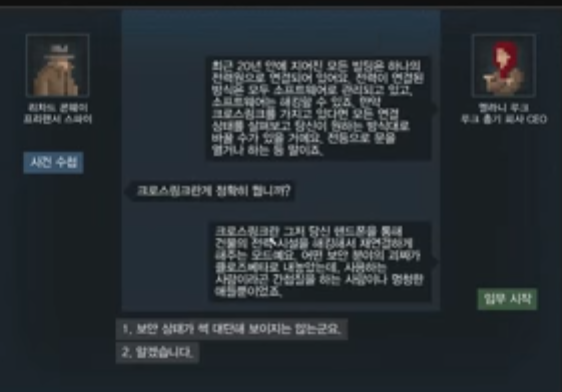 리차드 콘웨이
프리랜서 스파이
사건 수첩
최근 20년 안에 지어진 모든 빌딩은 하나의
전력원으로 연결되어 있어요. 전력이 연결된
방식은 모두 소프트웨어로 관리되고 있고,
소프트웨어는 해킹할 수 있죠. 만약
크로스링크를 가지고 있다면 모든 연결
상태를 살펴보고 당신이 원하는 방식대로
바꿀 수가 있을 거에요. 전등으로 문을
열거나 하는 등 말이죠.
크로스링크란게 정확히 뭡니까?
크로스링크란 그저 당신 핸드폰을 통해
건물의 전력 시설을 해킹해서 재연결하게
해주는 모드예요. 어떤 보안 분야의 괴짜가
클로즈베타로 내놓았는데, 사용하는
사람이라곤 간첩질을 하는 사람이나 멍청한
애들뿐이었죠.
멜라니 루크
루크 총기 회사 CEO
임무 시작
1. 보안 상태가 썩 대단해 보이지는 않는군요.
2. 알겠습니다.